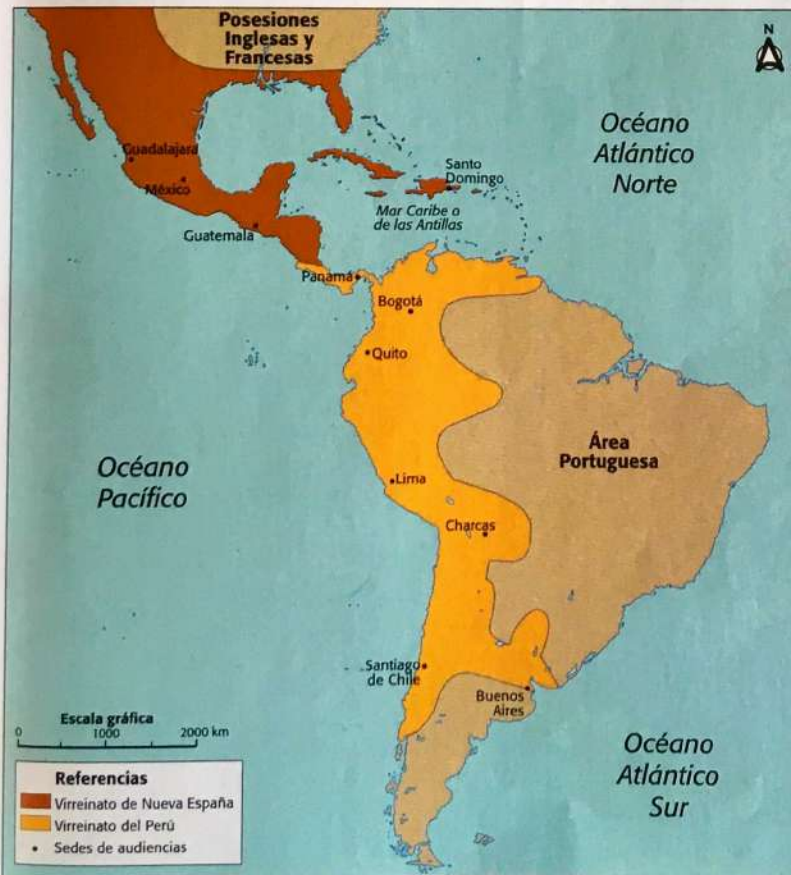 Posesiones
Inglesas y
Francesas
N
Océano
Atlántico
Norte
Guadalajara
México
Santo
Domingo
Mar Caribe o
de las Antillas
Guatemala
Panamá
Bogotá
Quito
Área
Portuguesa
Océano
Pacífico
Lima
Charcas
Santiago
de Chile
Buenos
Aires
Escala gráfica
0 1000 2000 km
Océano
Atlántico
Sur
Referencias
Virreinato de Nueva España
Virreinato del Perú
Sedes de audiencias